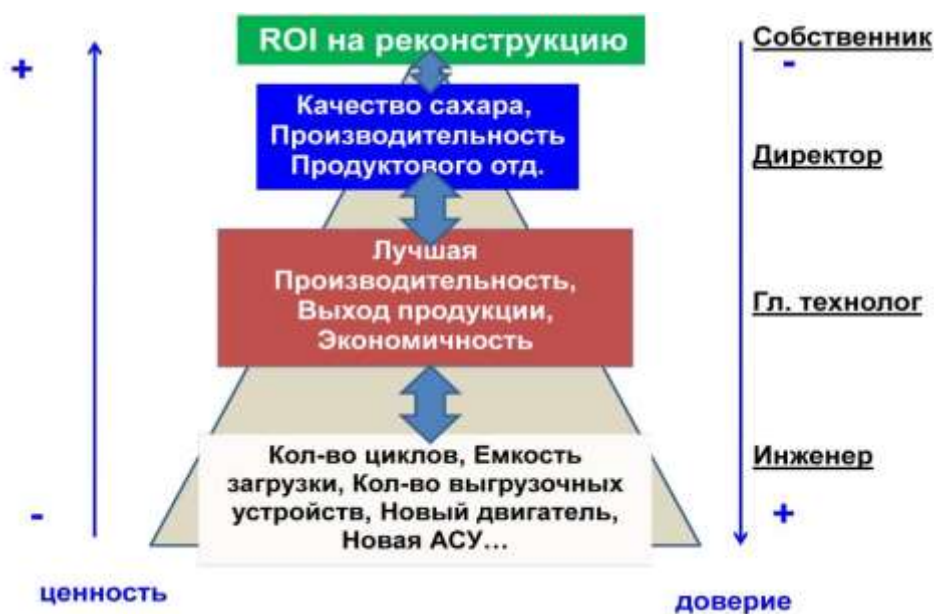 ROI на реконструкцию
Собственник
+
-
Качество сахара,
Производительность
Продуктового отд.
Директор
Лучшая
Производительность,
Выход продукции,
Экономичность
Гл. технолог
Кол-во циклов, Емкость
загрузки, Кол-во выгрузочных
устройств, Новый двигатель,
Новая АСУ...
Инженер
-
+
ценность
доверие